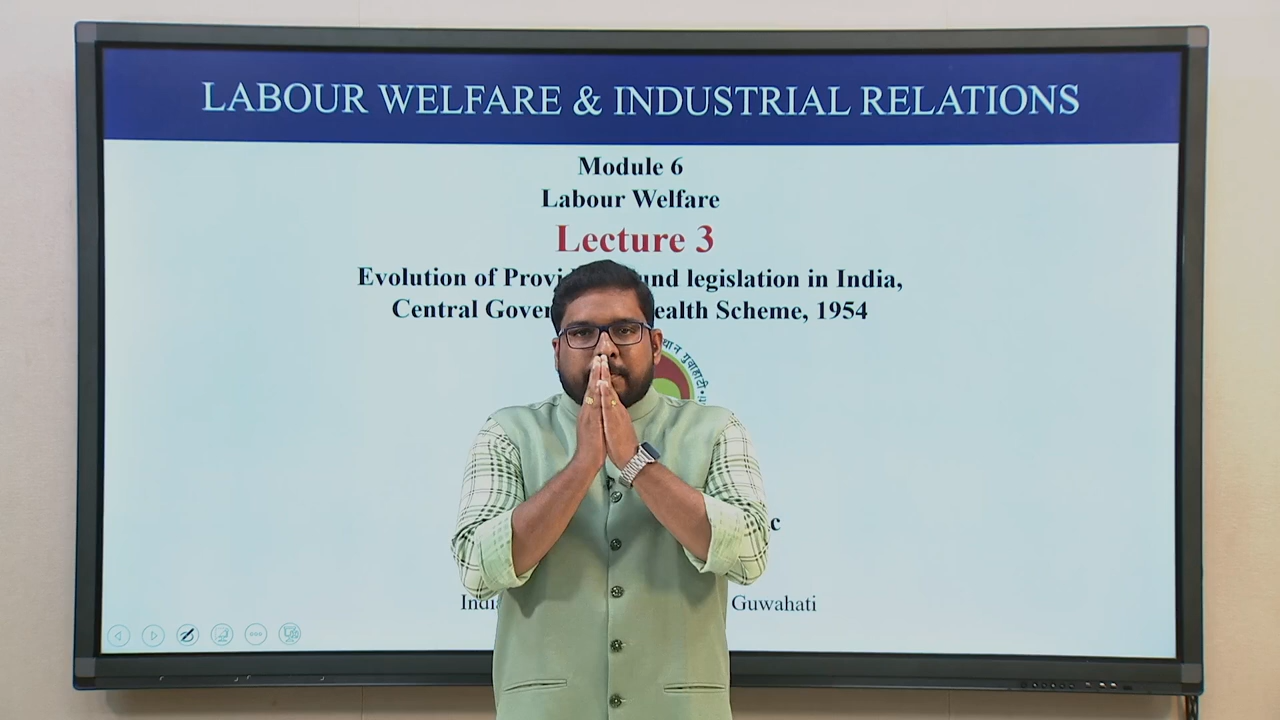 LABOUR WELFARE & INDUSTRIAL RELATIONS
Module 6
Labour Welfare
Lecture 3
Evolution of Provi und legislation in India,
Central Gover ealth Scheme, 1954
गुवाहाटी
India
Guwahati